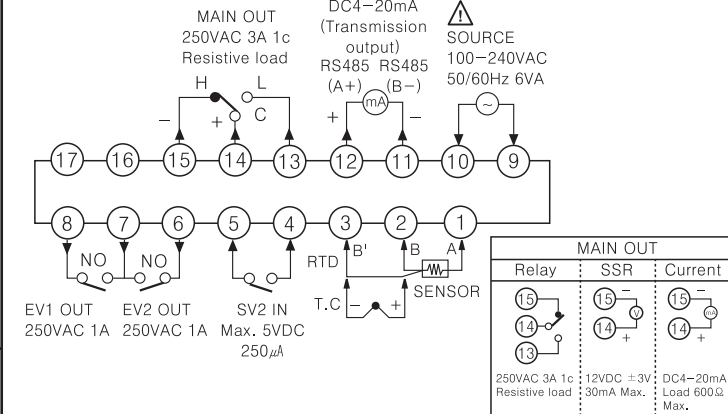 MAIN OUT
250VAC 3A 1c
Resistive load
H L
C
− +
DC4−20mA
(Transmission
output)
RS485 RS485
(A+) (B−)
mA
+ −
⚠
SOURCE
100−240VAC
50/60Hz 6VA
~
17 16 15 14 13 12 11 10 9
8 7 6 5 4 3 2 1
NO NO
EV1 OUT
250VAC 1A
EV2 OUT
250VAC 1A
SV2 IN
Max. 5VDC
250㎂
RTD B' B A
SENSOR
T.C − +
MAIN OUT
Relay SSR Current
15 14 13
15 − V 14 +
15 − mA 14 +
250VAC 3A 1c
Resistive load
12VDC ±3V
30mA Max.
DC4−20mA
Load 600Ω
Max.